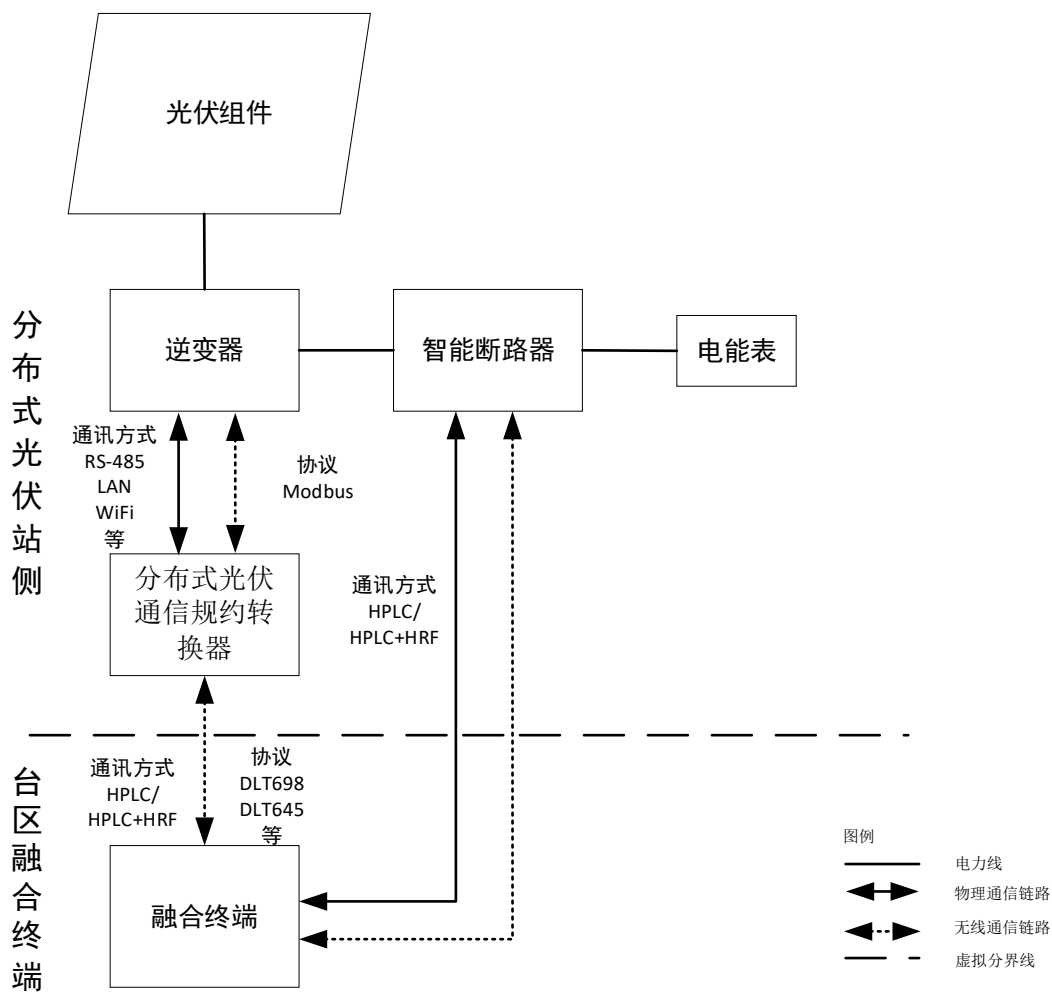 光伏组件
分布式光伏站侧
逆变器
智能断路器
电能表
通讯方式
RS-485
LAN
WiFi
等
协议
Modbus
分布式光伏
通信规约转
换器
通讯方式
HPLC/
HPLC+HRF
台区融合终端
通讯方式
HPLC/
HPLC+HRF
协议
DLT698
DLT645
等
融合终端
图例
电力线
物理通信链路
无线通信链路
虚拟分界线